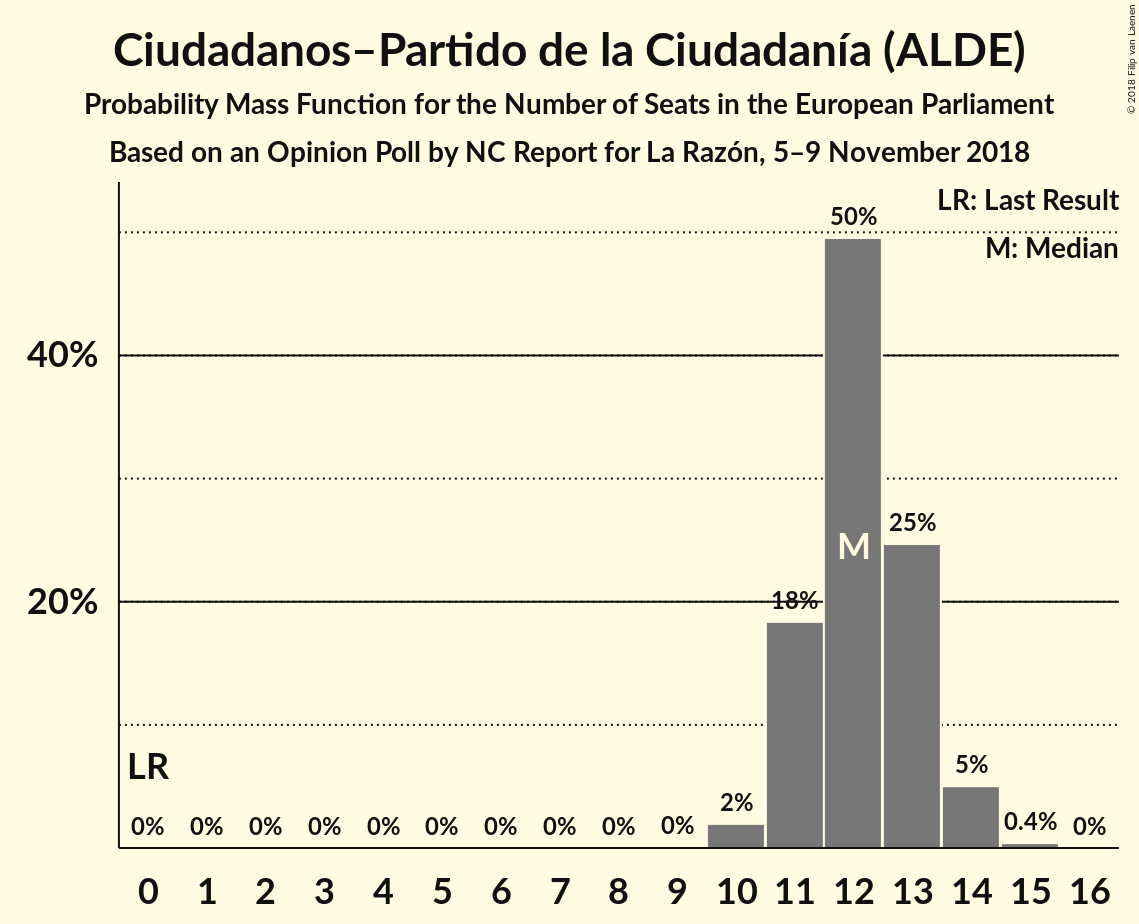 Ciudadanos–Partido de la Ciudadanía (ALDE)
Probability Mass Function for the Number of Seats in the European Parliament
Based on an Opinion Poll by NC Report for La Razón, 5–9 November 2018
© 2018 Filip van Laenen
LR: Last Result
M: Median
50%
40%
25%
M
20%
18%
LR
5%
2%
0% 0% 0% 0% 0% 0% 0% 0% 0% 0% 0.4% 0%
0 1 2 3 4 5 6 7 8 9 10 11 12 13 14 15 16